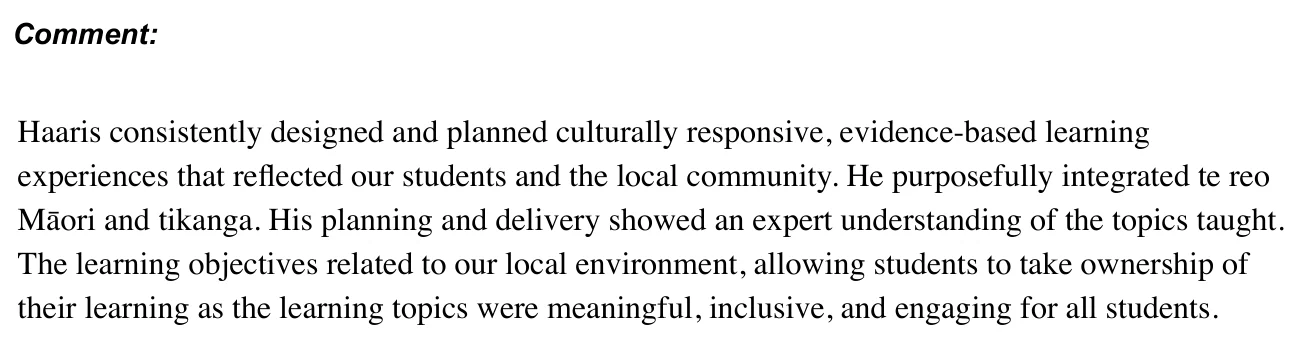 Comment:
Haaris consistently designed and planned culturally responsive, evidence-based learning
experiences that reflected our students and the local community. He purposefully integrated te reo
Māori and tikanga. His planning and delivery showed an expert understanding of the topics taught.
The learning objectives related to our local environment, allowing students to take ownership of
their learning as the learning topics were meaningful, inclusive, and engaging for all students.